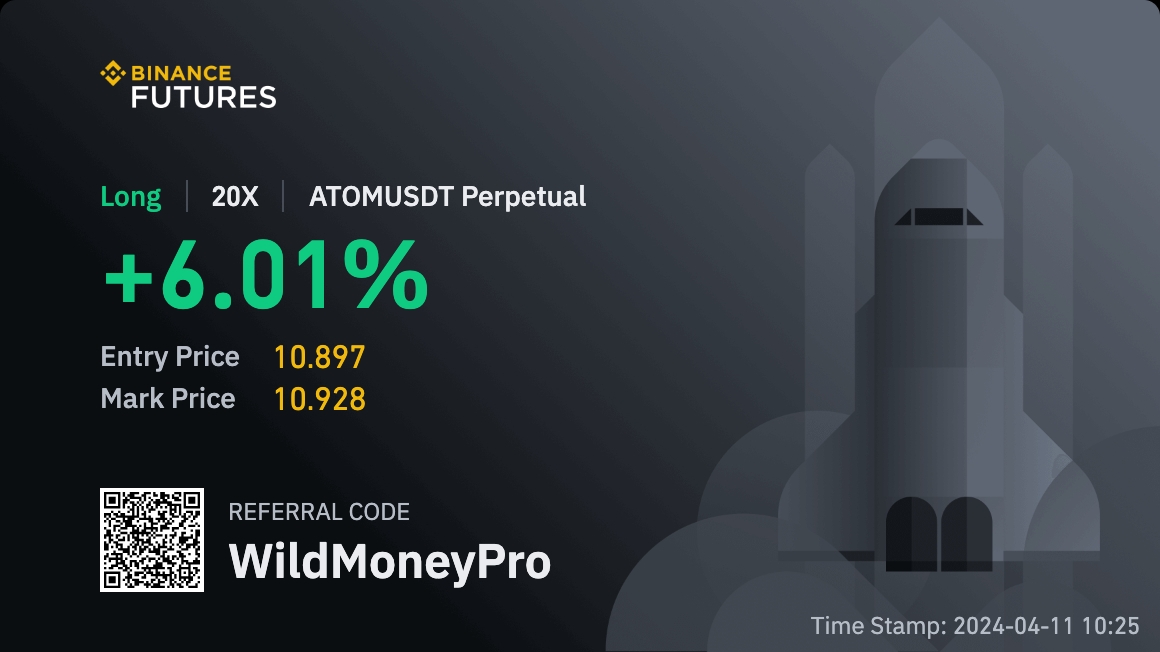 BINANCE
FUTURES
Long | 20X | ATOMUSDT Perpetual
+6.01%
Entry Price 10.897
Mark Price 10.928
REFERRAL CODE
WildMoneyPro
Time Stamp: 2024-04-11 10:25